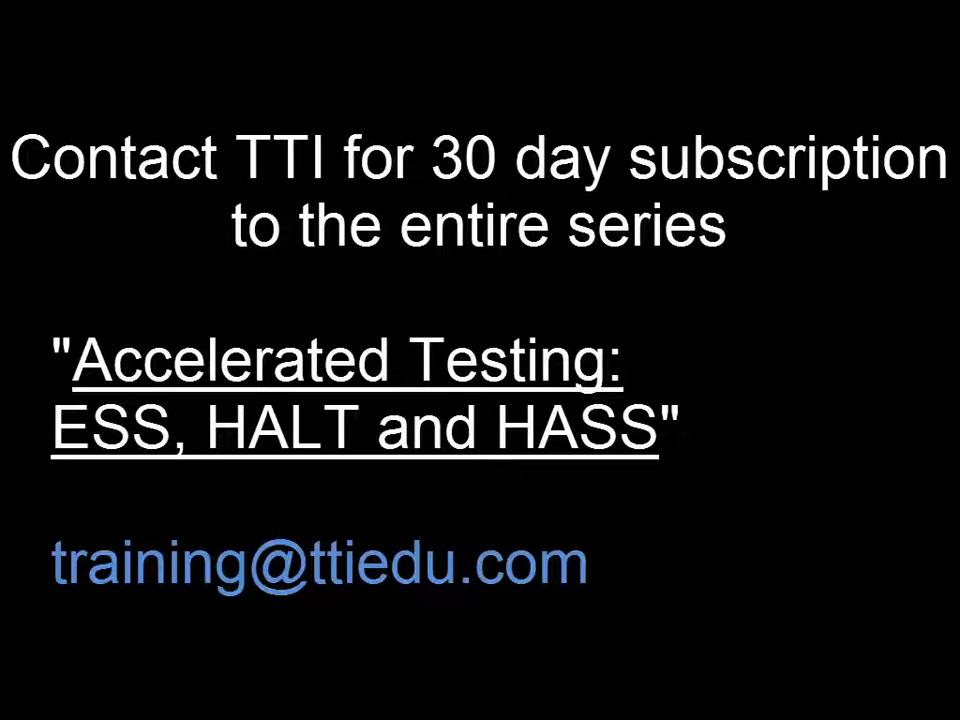 Contact TTI for 30 day subscription
to the entire series
"Accelerated Testing:
ESS, HALT and HASS"
training@ttiedu.com